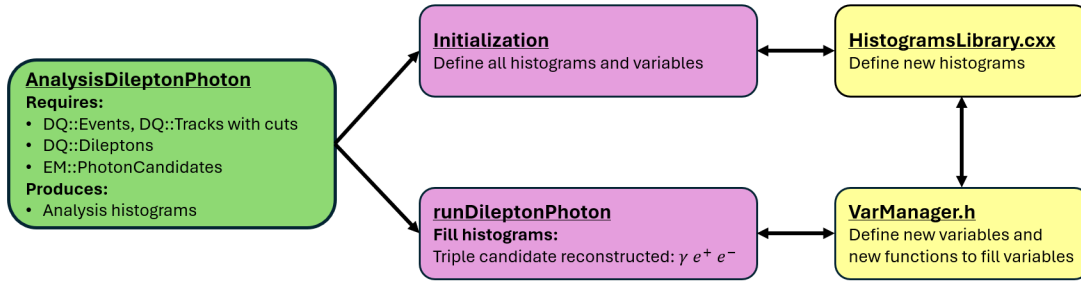 AnalysisDileptonPhoton
Requires:
• DQ::Events, DQ::Tracks with cuts
• DQ::Dileptons
• EM::PhotonCandidates
Produces:
• Analysis histograms
Initialization
Define all histograms and variables
HistogramsLibrary.cxx
Define new histograms
runDileptonPhoton
Fill histograms:
Triple candidate reconstructed: γ e⁺ e⁻
VarManager.h
Define new variables and
new functions to fill variables